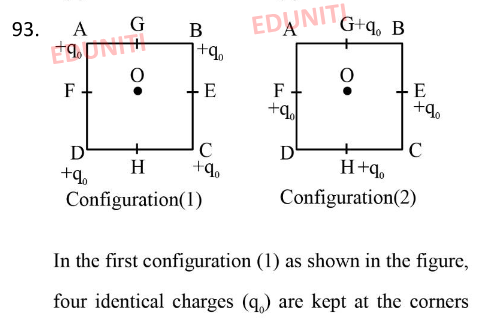 93. A G B EDUNITI A G+q₀ B
+q₀ EDUNITI +q₀
O O
F E F E
+q₀ +q₀
D C D C
+q₀ H +q₀ H+q₀
Configuration(1) Configuration(2)
In the first configuration (1) as shown in the figure,
four identical charges (q₀) are kept at the corners